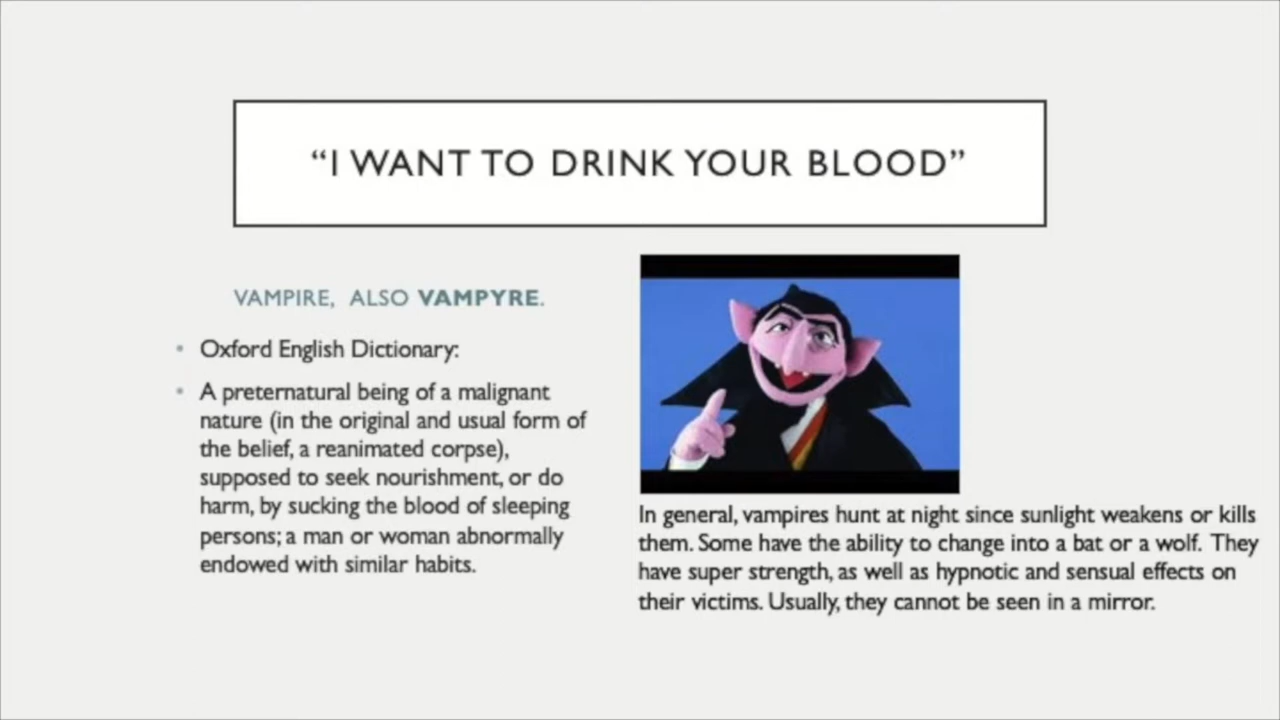 “I WANT TO DRINK YOUR BLOOD”
VAMPIRE, ALSO VAMPYRE.
• Oxford English Dictionary:
• A preternatural being of a malignant
nature (in the original and usual form of
the belief, a reanimated corpse),
supposed to seek nourishment, or do
harm, by sucking the blood of sleeping
persons; a man or woman abnormally
endowed with similar habits.
In general, vampires hunt at night since sunlight weakens or kills
them. Some have the ability to change into a bat or a wolf. They
have super strength, as well as hypnotic and sensual effects on
their victims. Usually, they cannot be seen in a mirror.